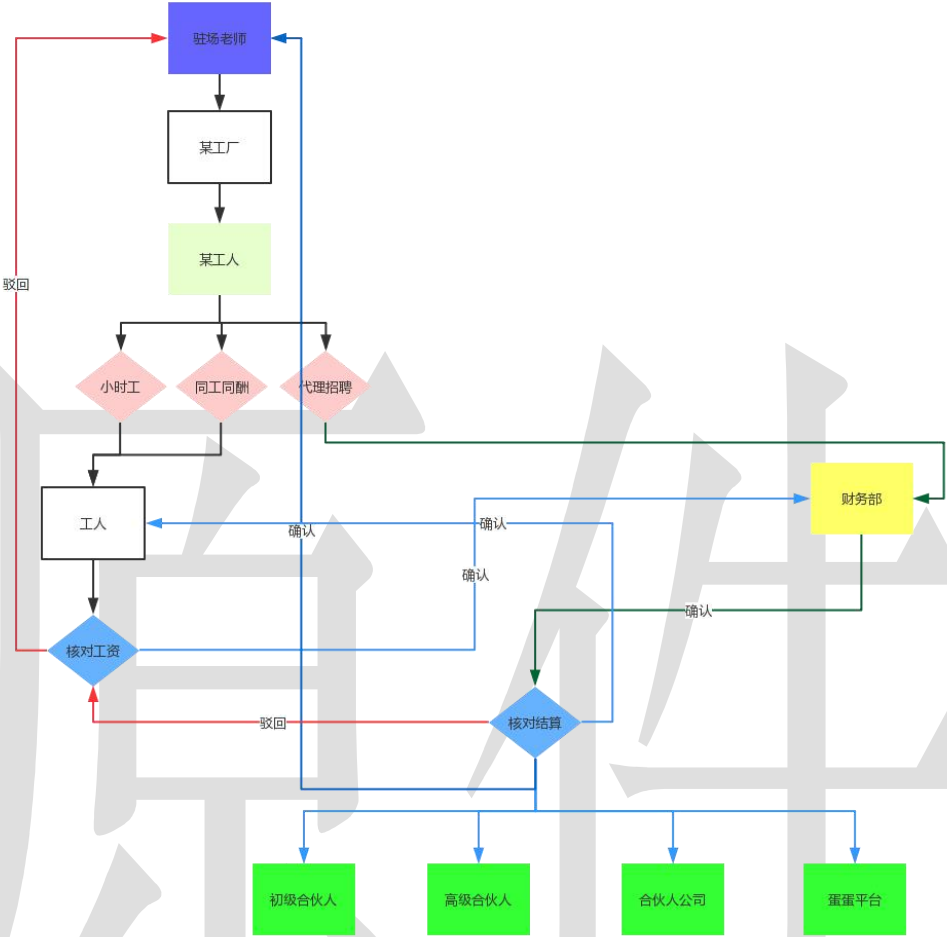 驻场老师
某工厂
某工人
驳回
小时工
同工同酬
代理招聘
工人
财务部
确认
确认
确认
确认
核对工资
驳回
核对结算
初级合伙人
高级合伙人
合伙人公司
蛋蛋平台